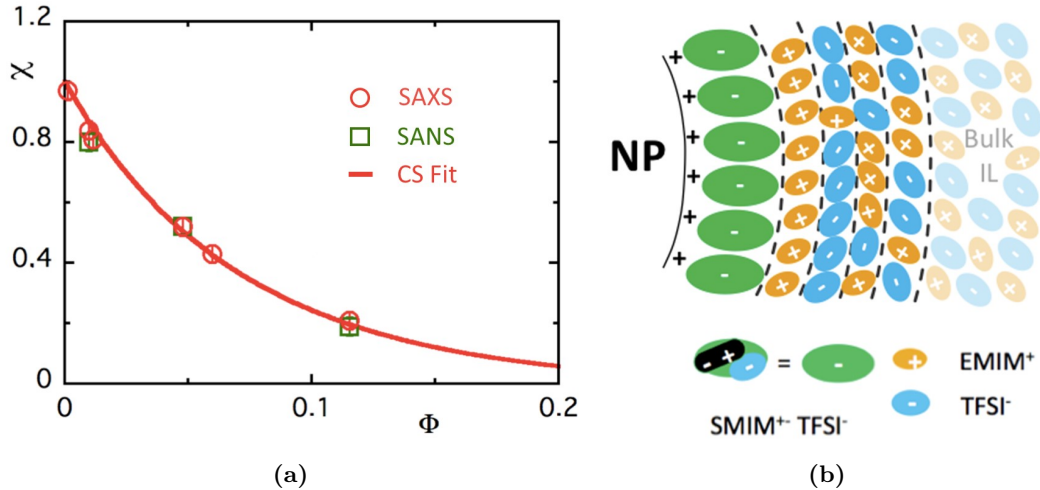 1.2
χ
0.8
0.4
0
0
0.1
0.2
Φ
SAXS
SANS
CS Fit
(a)
NP
+
+
+
+
+
+
-
-
-
-
-
-
Bulk
IL
- + = -
+ EMIM⁺
- TFSI⁻
SMIM⁺⁻ TFSI⁻
(b)